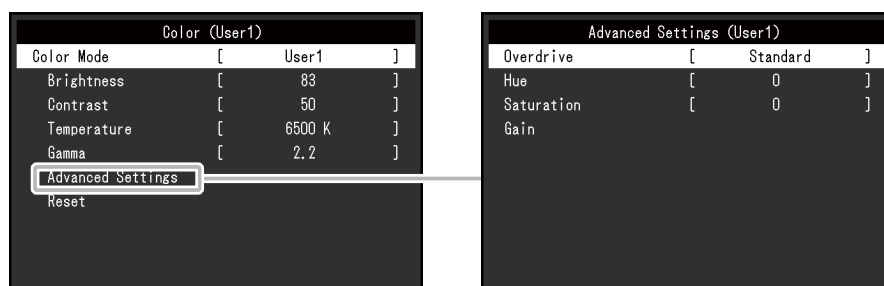 Color (User1)
Color Mode [ User1 ]
Brightness [ 83 ]
Contrast [ 50 ]
Temperature [ 6500 K ]
Gamma [ 2.2 ]
Advanced Settings
Reset
Advanced Settings (User1)
Overdrive [ Standard ]
Hue [ 0 ]
Saturation [ 0 ]
Gain